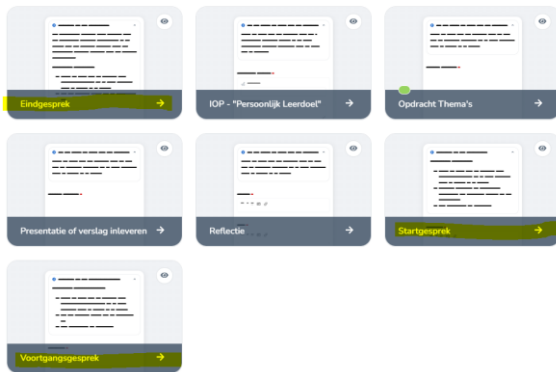 Eindgesprek
IOP - "Persoonlijk Leerdoel"
Opdracht Thema's
Presentatie of verslag inleveren
Reflectie
Startgesprek
Voortgangsgesprek